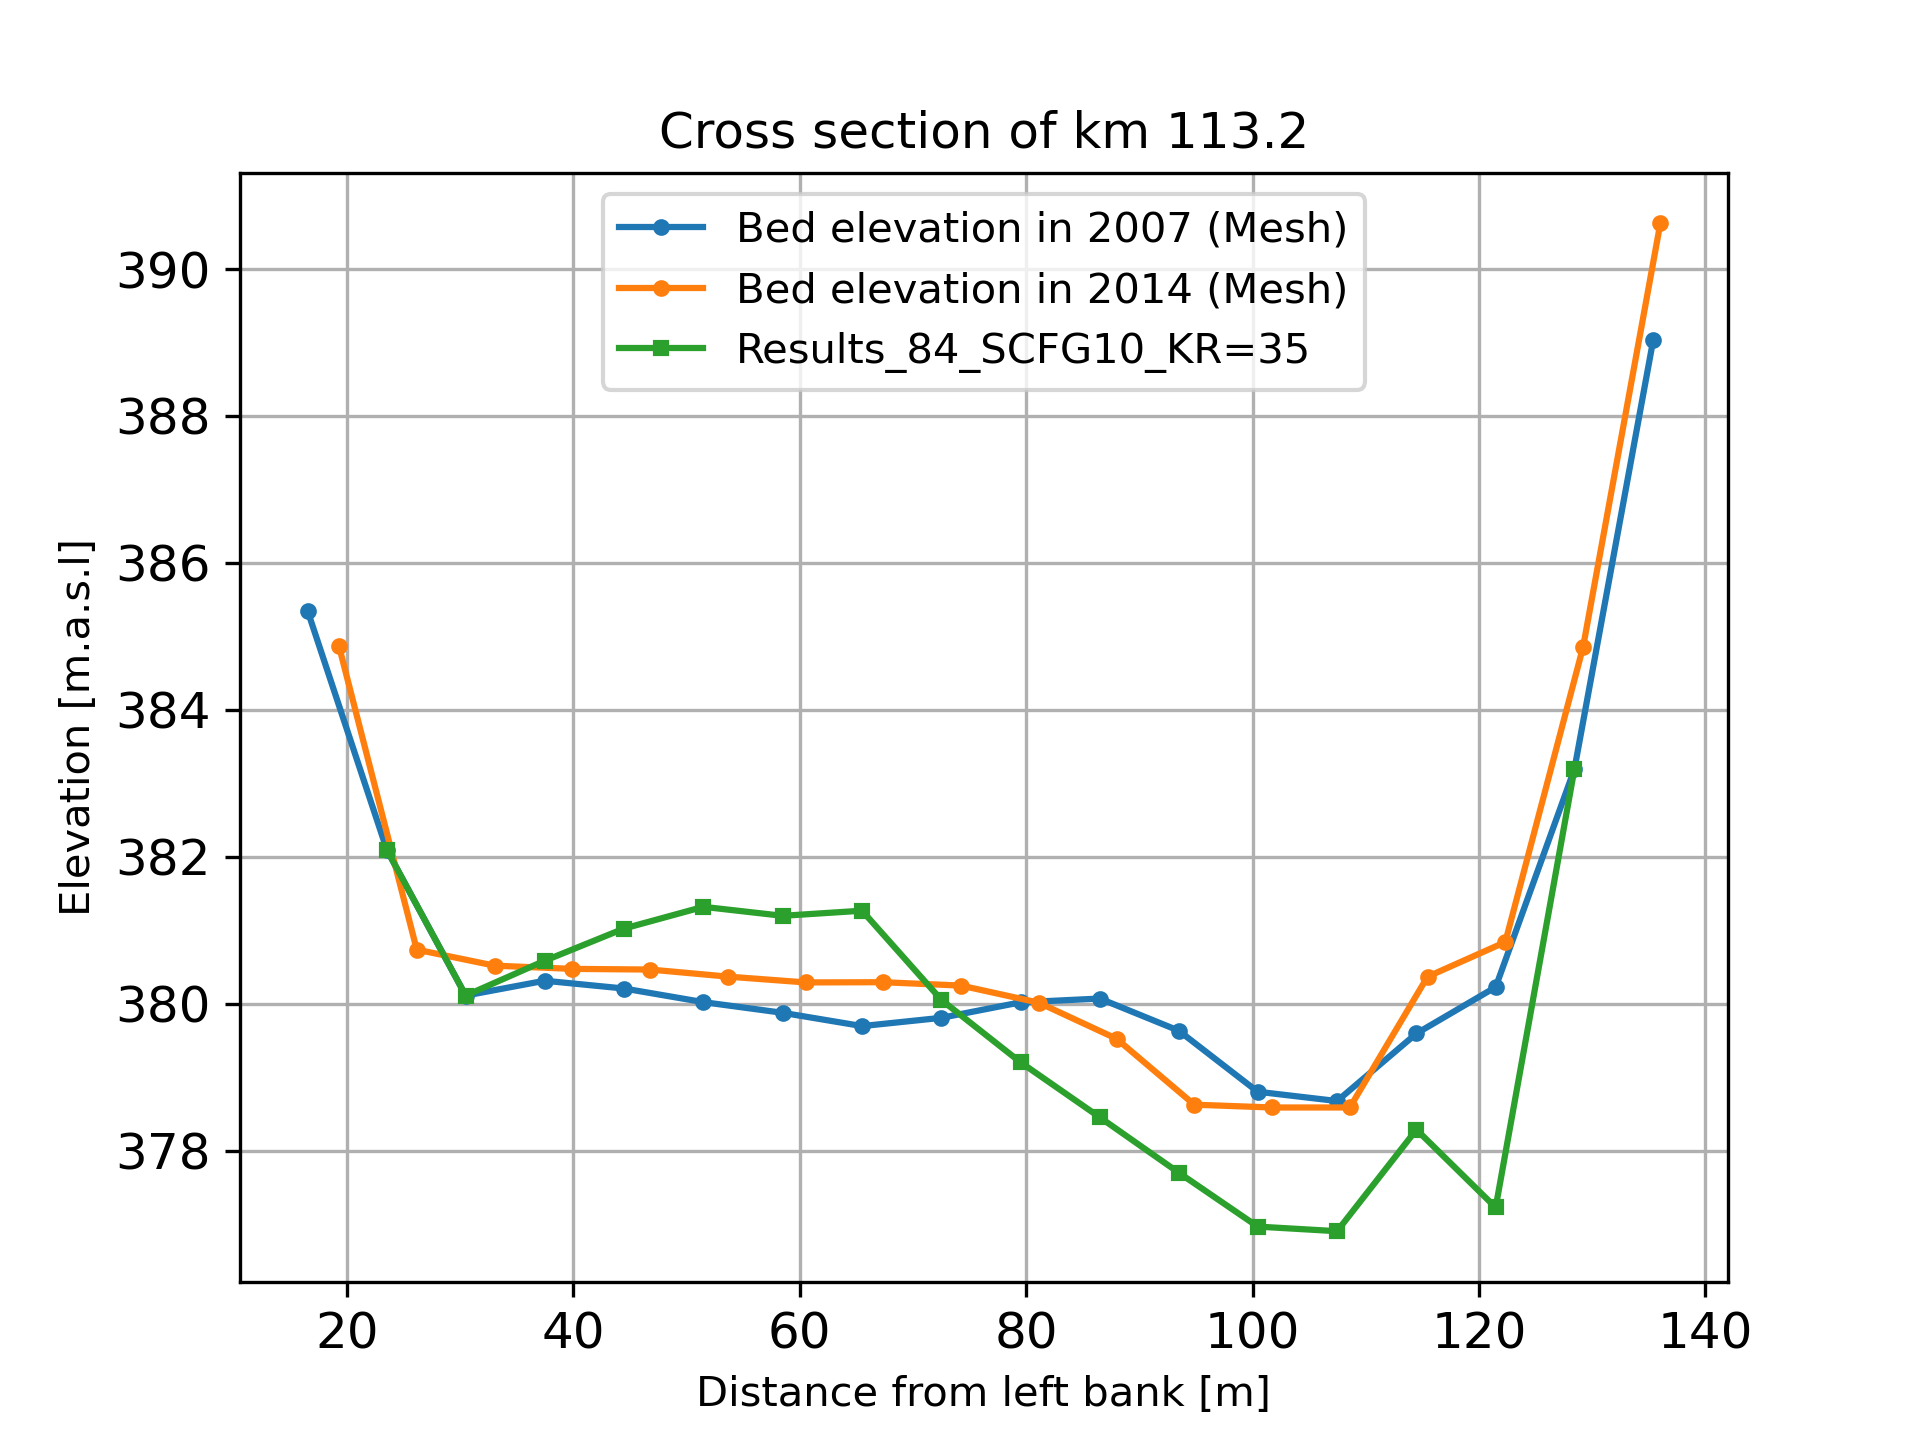 Cross section of km 113.2
Bed elevation in 2007 (Mesh)
Bed elevation in 2014 (Mesh)
Results_84_SCFG10_KR=35
Elevation [m.a.s.l]
390
388
386
384
382
380
378
20 40 60 80 100 120 140
Distance from left bank [m]